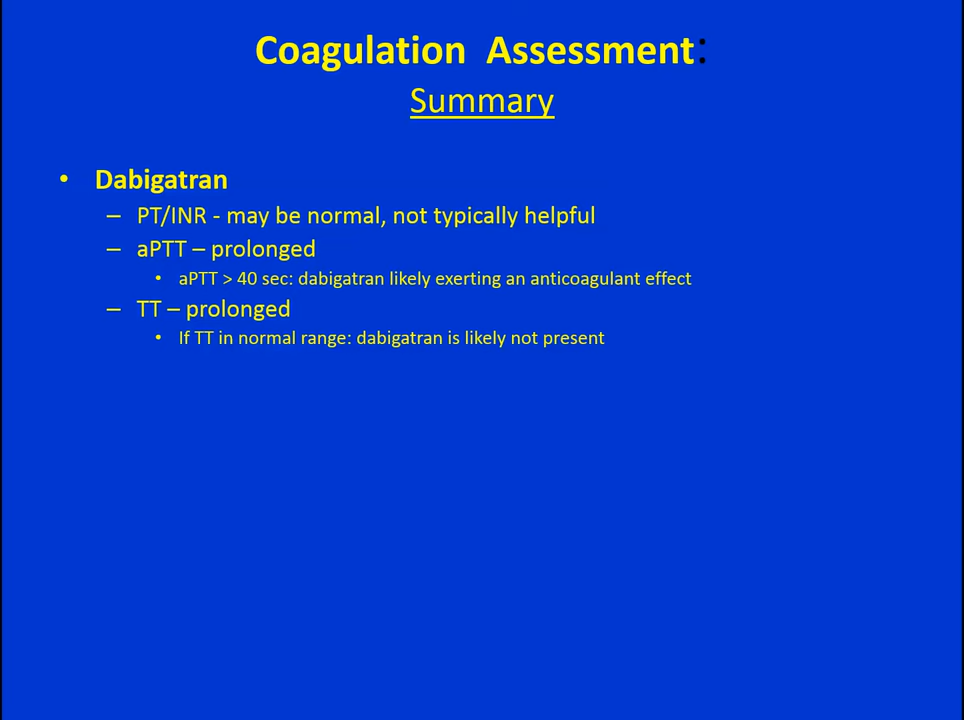 Coagulation Assessment:
Summary
• Dabigatran
– PT/INR - may be normal, not typically helpful
– aPTT – prolonged
• aPTT > 40 sec: dabigatran likely exerting an anticoagulant effect
– TT – prolonged
• If TT in normal range: dabigatran is likely not present